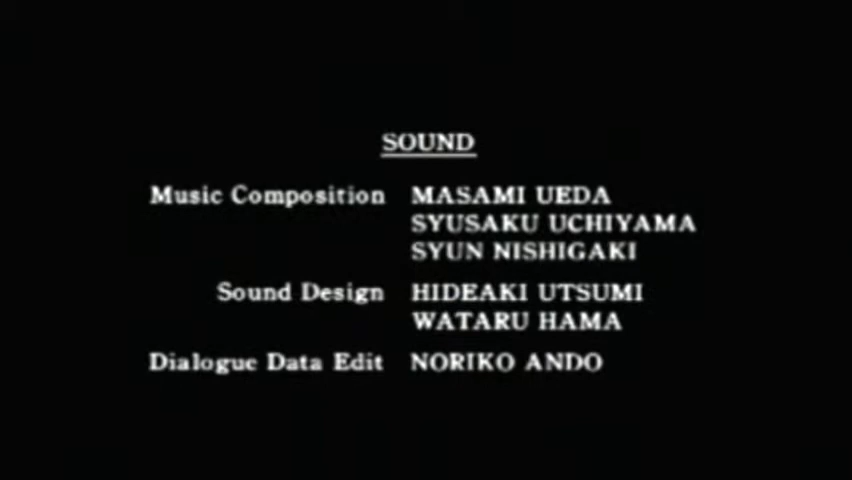 SOUND
Music Composition MASAMI UEDA
SYUSAKU UCHIYAMA
SYUN NISHIGAKI
Sound Design HIDEAKI UTSUMI
WATARU HAMA
Dialogue Data Edit NORIKO ANDO